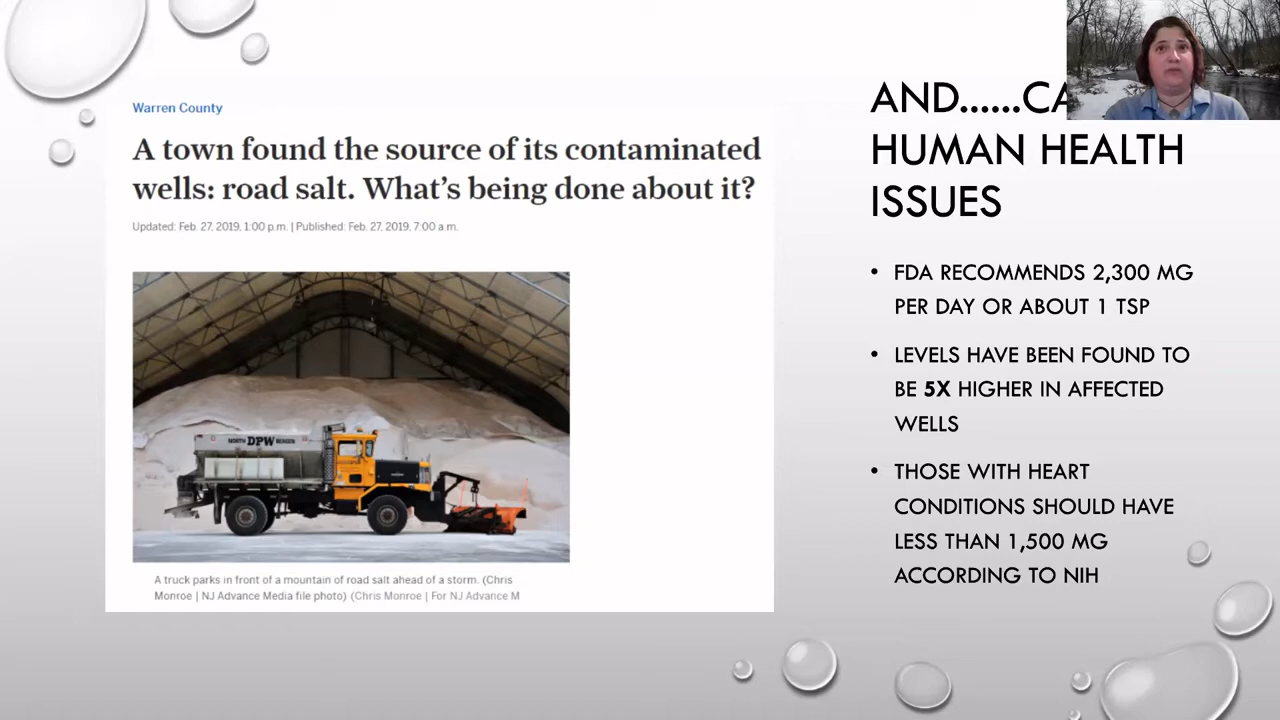 Warren County
A town found the source of its contaminated
wells: road salt. What's being done about it?
Updated: Feb. 27, 2019, 1:00 p.m. | Published: Feb. 27, 2019, 7:00 a.m.
NORTH DPW BERGEN
A truck parks in front of a mountain of road salt ahead of a storm. (Chris
Monroe | NJ Advance Media file photo) (Chris Monroe | For NJ Advance M
AND......CA
HUMAN HEALTH
ISSUES
• FDA RECOMMENDS 2,300 MG
PER DAY OR ABOUT 1 TSP
• LEVELS HAVE BEEN FOUND TO
BE 5X HIGHER IN AFFECTED
WELLS
• THOSE WITH HEART
CONDITIONS SHOULD HAVE
LESS THAN 1,500 MG
ACCORDING TO NIH